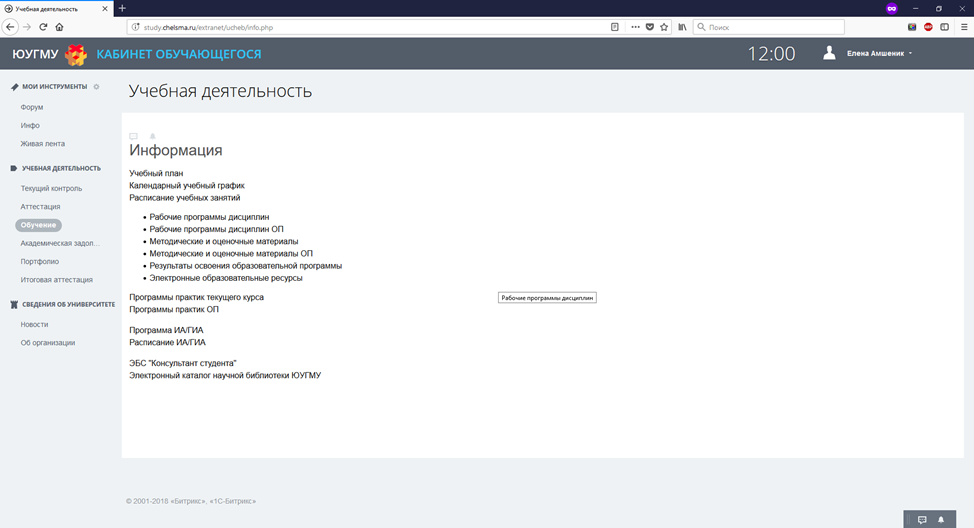 Учебная деятельность
study.chelsma.ru/extranet/ucheb/info.php
Поиск
ЮУГМУ КАБИНЕТ ОБУЧАЮЩЕГОСЯ
12:00
Елена Амшеник
МОИ ИНСТРУМЕНТЫ
Форум
Инфо
Живая лента
УЧЕБНАЯ ДЕЯТЕЛЬНОСТЬ
Текущий контроль
Аттестация
Обучение
Академическая задол...
Портфолио
Итоговая аттестация
СВЕДЕНИЯ ОБ УНИВЕРСИТЕТЕ
Новости
Об организации
Учебная деятельность
Информация
Учебный план
Календарный учебный график
Расписание учебных занятий
• Рабочие программы дисциплин
• Рабочие программы дисциплин ОП
• Методические и оценочные материалы
• Методические и оценочные материалы ОП
• Результаты освоения образовательной программы
• Электронные образовательные ресурсы
Программы практик текущего курса
Рабочие программы дисциплин
Программы практик ОП
Программа ИА/ГИА
Расписание ИА/ГИА
ЭБС "Консультант студента"
Электронный каталог научной библиотеки ЮУГМУ
© 2001-2018 «Битрикс», «1С-Битрикс»